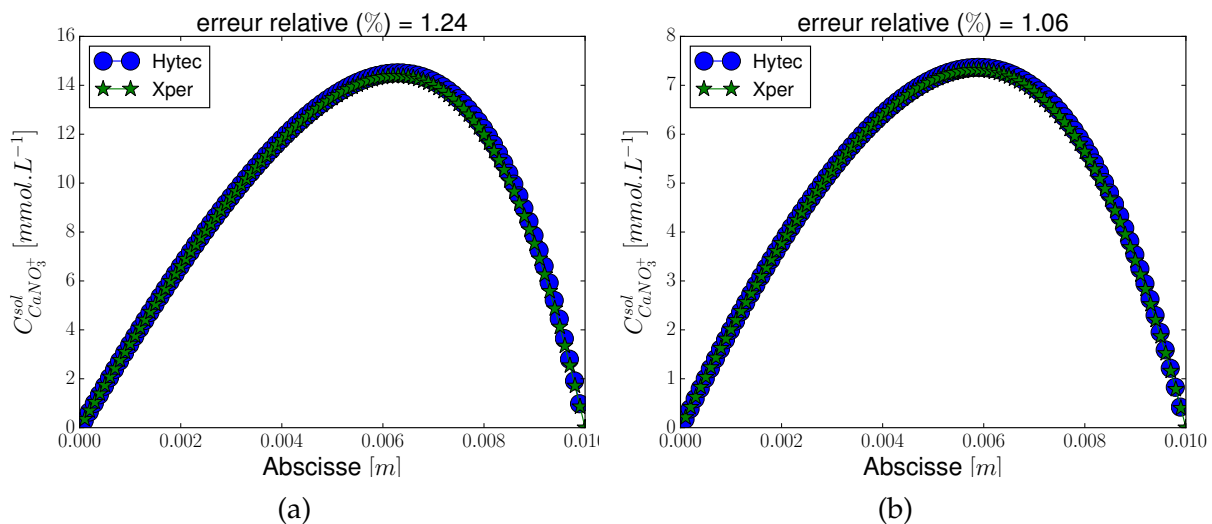 erreur relative (%) = 1.24
16
14
12
10
8
6
4
2
0
C^{sol}_{CaNO_3^+} [mmol.L^{-1}]
Hytec
Xper
0.000 0.002 0.004 0.006 0.008 0.010
Abscisse [m]
(a)
erreur relative (%) = 1.06
8
7
6
5
4
3
2
1
0
C^{sol}_{CaNO_3^+} [mmol.L^{-1}]
Hytec
Xper
0.000 0.002 0.004 0.006 0.008 0.010
Abscisse [m]
(b)